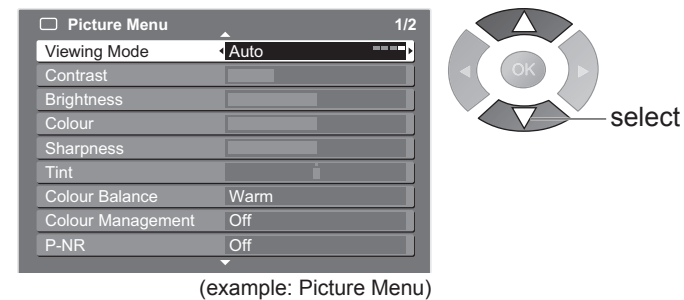 Picture Menu 1/2
Viewing Mode Auto
Contrast
Brightness
Colour
Sharpness
Tint
Colour Balance Warm
Colour Management Off
P-NR Off
(example: Picture Menu)
OK
select